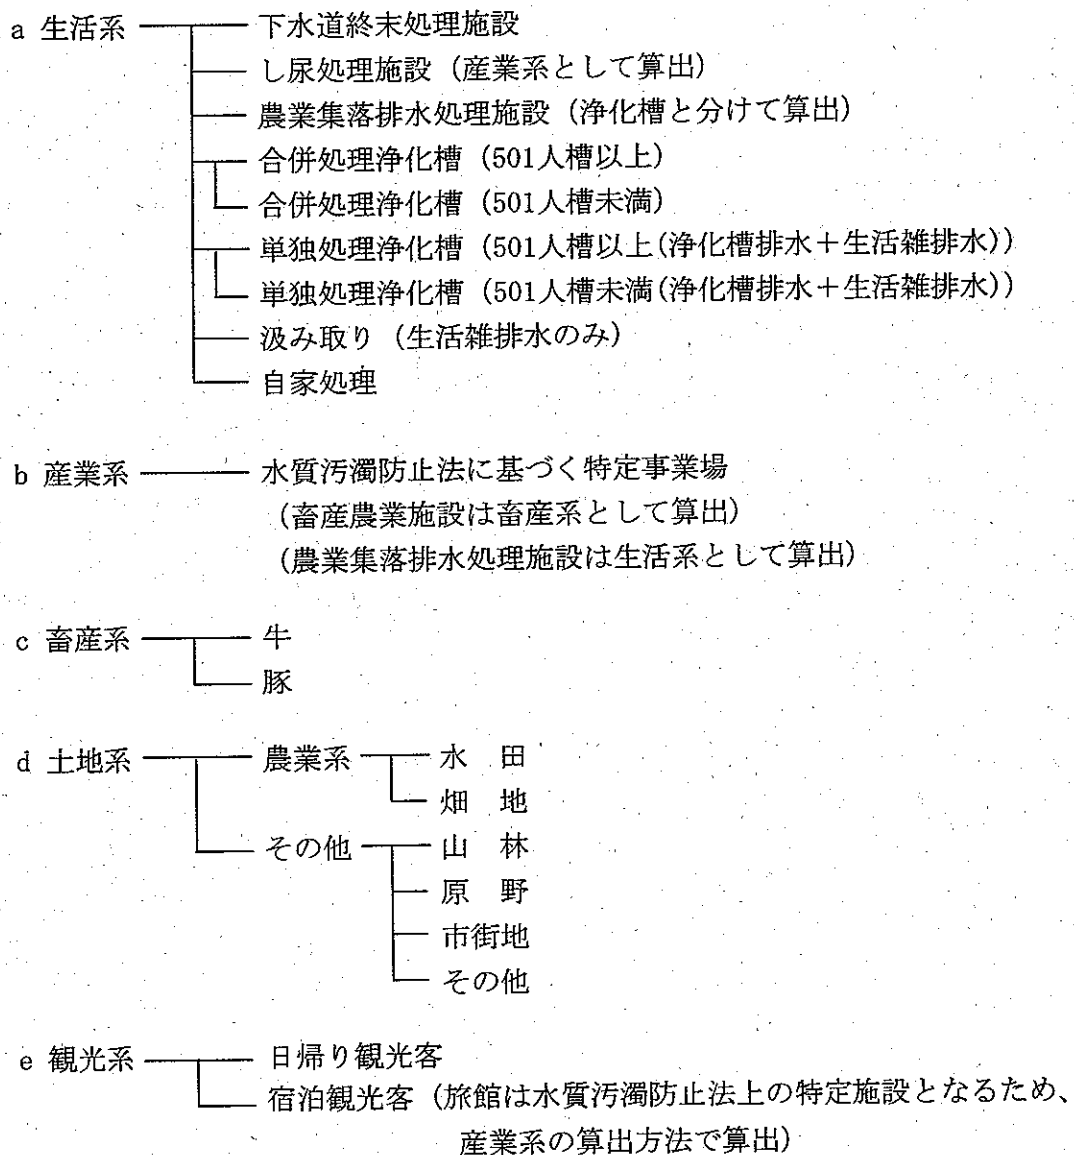 a 生活系 下水道終末処理施設
し尿処理施設（産業系として算出）
農業集落排水処理施設（浄化槽と分けて算出）
合併処理浄化槽（501人槽以上）
合併処理浄化槽（501人槽未満）
単独処理浄化槽（501人槽以上(浄化槽排水＋生活雑排水)）
単独処理浄化槽（501人槽未満(浄化槽排水＋生活雑排水)）
汲み取り（生活雑排水のみ）
自家処理
b 産業系 水質汚濁防止法に基づく特定事業場
（畜産農業施設は畜産系として算出）
（農業集落排水処理施設は生活系として算出）
c 畜産系 牛
豚
d 土地系 農業系 水　田
畑　地
その他 山　林
原　野
市街地
その他
e 観光系 日帰り観光客
宿泊観光客（旅館は水質汚濁防止法上の特定施設となるため、
産業系の算出方法で算出）